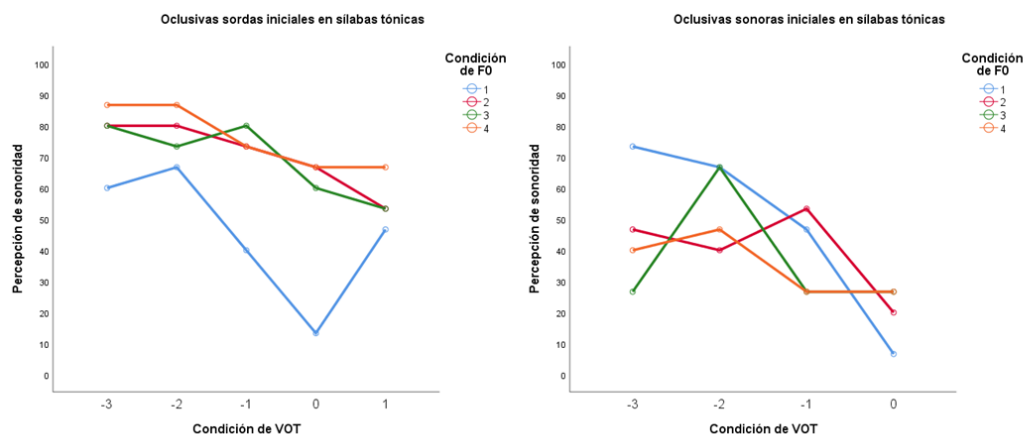 Oclusivas sordas iniciales en sílabas tónicas
Percepción de sonoridad
100
90
80
70
60
50
40
30
20
10
0
-3 -2 -1 0 1
Condición de VOT
Condición
de F0
1
2
3
4
Oclusivas sonoras iniciales en sílabas tónicas
Percepción de sonoridad
100
90
80
70
60
50
40
30
20
10
0
-3 -2 -1 0
Condición de VOT
Condición
de F0
1
2
3
4